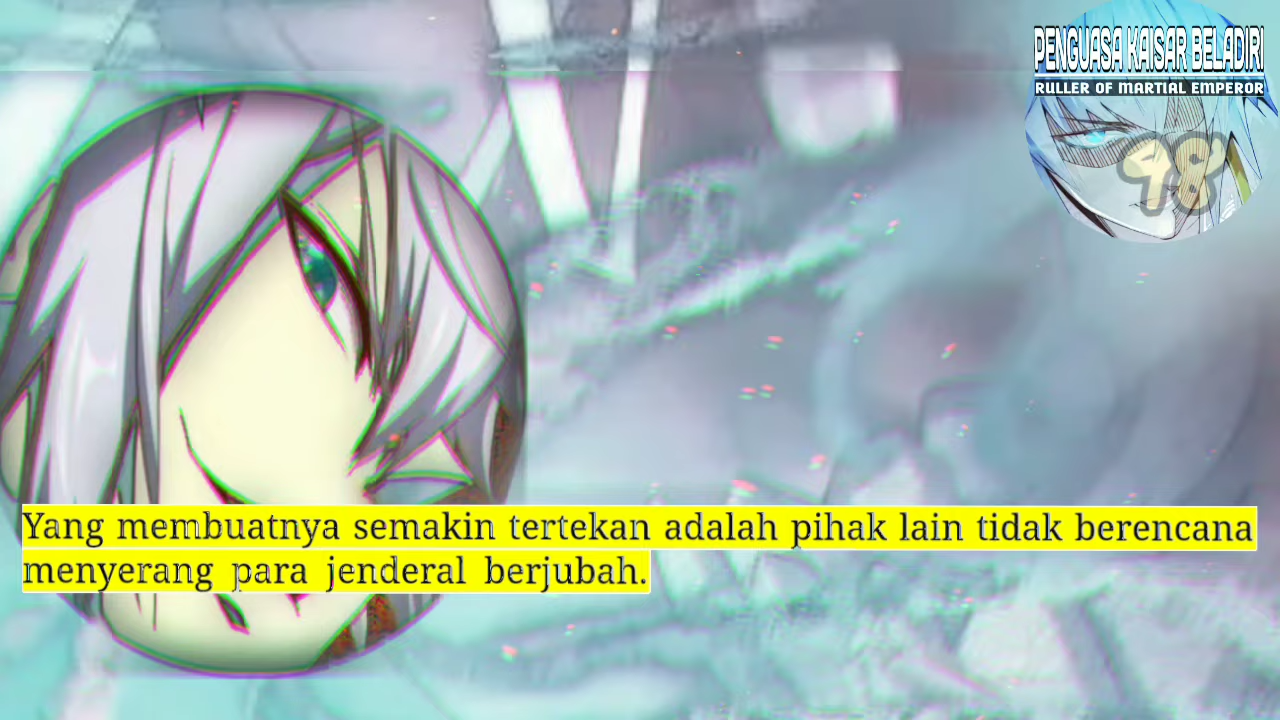 PENGUASA KAISAR BELADIRI
RULLER OF MARTIAL EMPEROR
98
Yang membuatnya semakin tertekan adalah pihak lain tidak berencana
menyerang para jenderal berjubah.